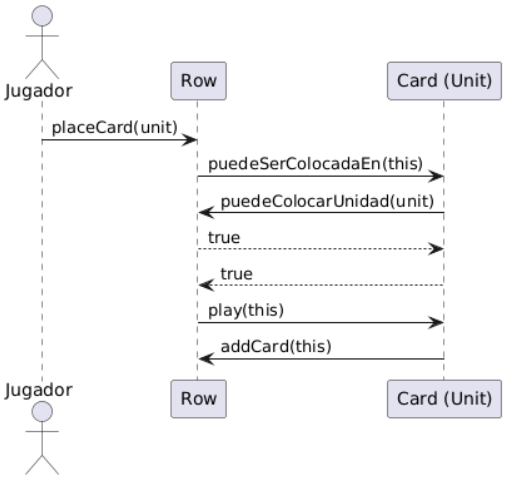 Jugador
Row
Card (Unit)
placeCard(unit)
puedeSerColocadaEn(this)
puedeColocarUnidad(unit)
true
true
play(this)
addCard(this)
Jugador
Row
Card (Unit)